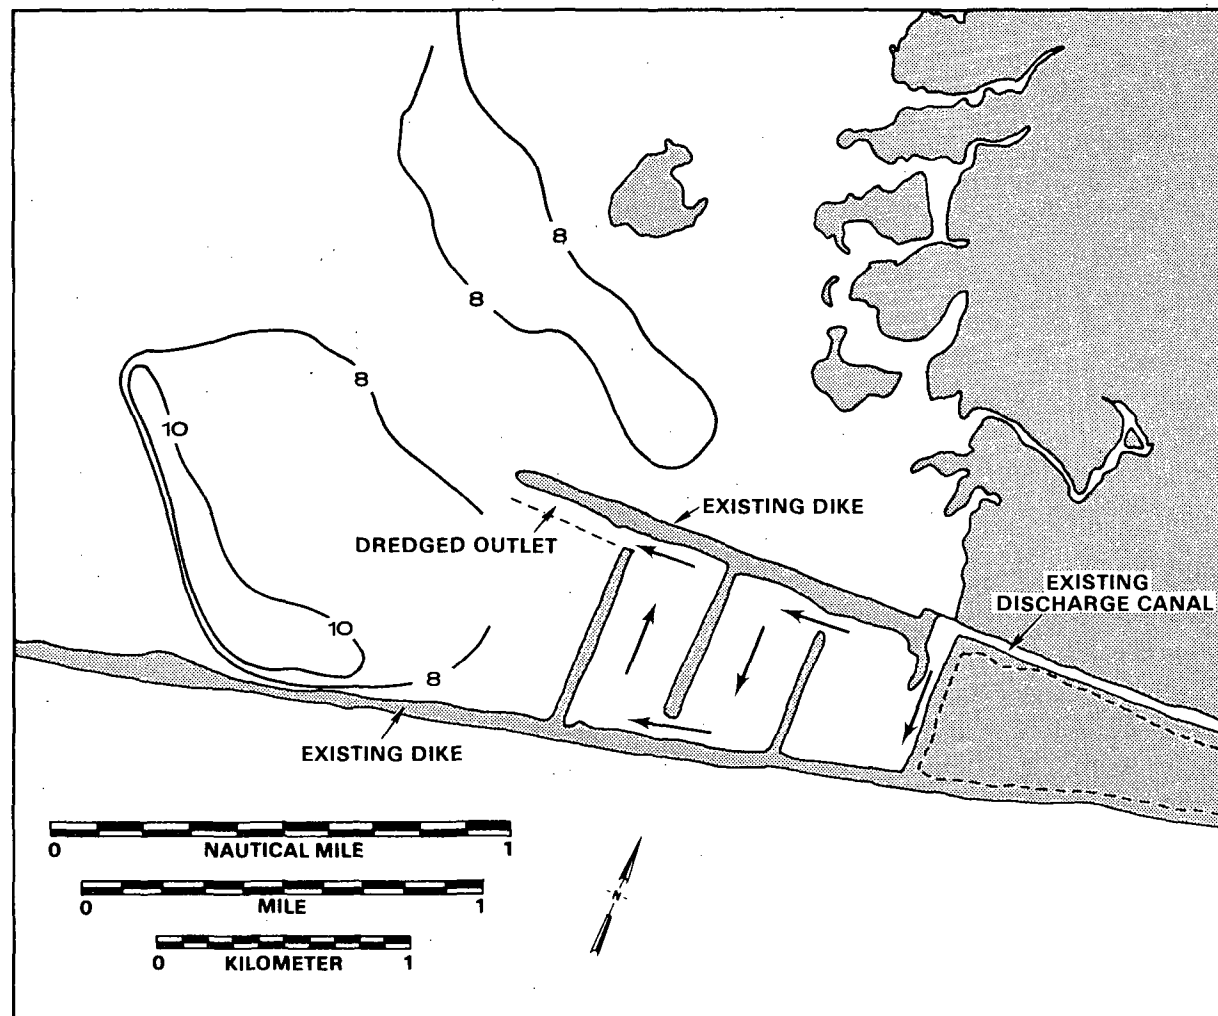 8
8
8
10
EXISTING DIKE
DREDGED OUTLET
EXISTING
DISCHARGE CANAL
10
8
EXISTING DIKE
0 NAUTICAL MILE 1
0 MILE 1
0 KILOMETER 1
N